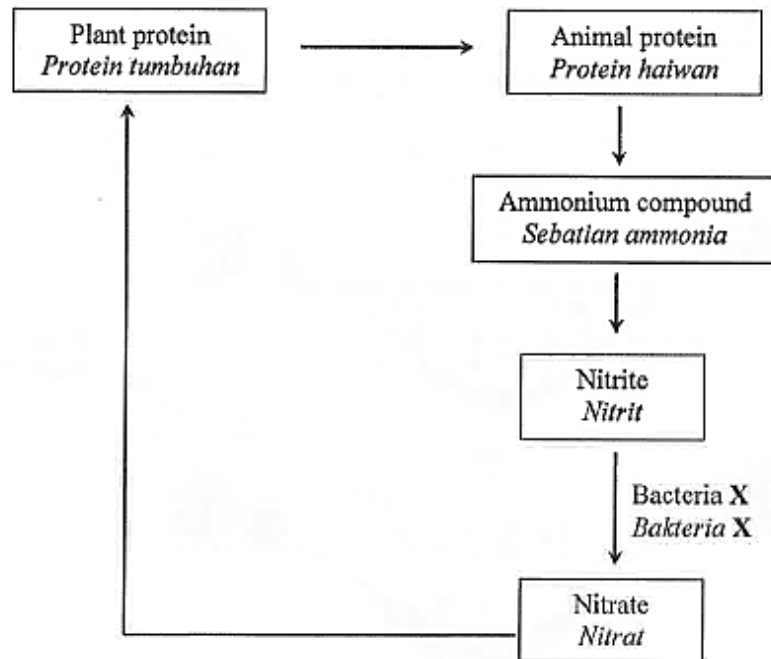 Plant protein
Protein tumbuhan
Animal protein
Protein haiwan
Ammonium compound
Sebatian ammonia
Nitrite
Nitrit
Bacteria X
Bakteria X
Nitrate
Nitrat